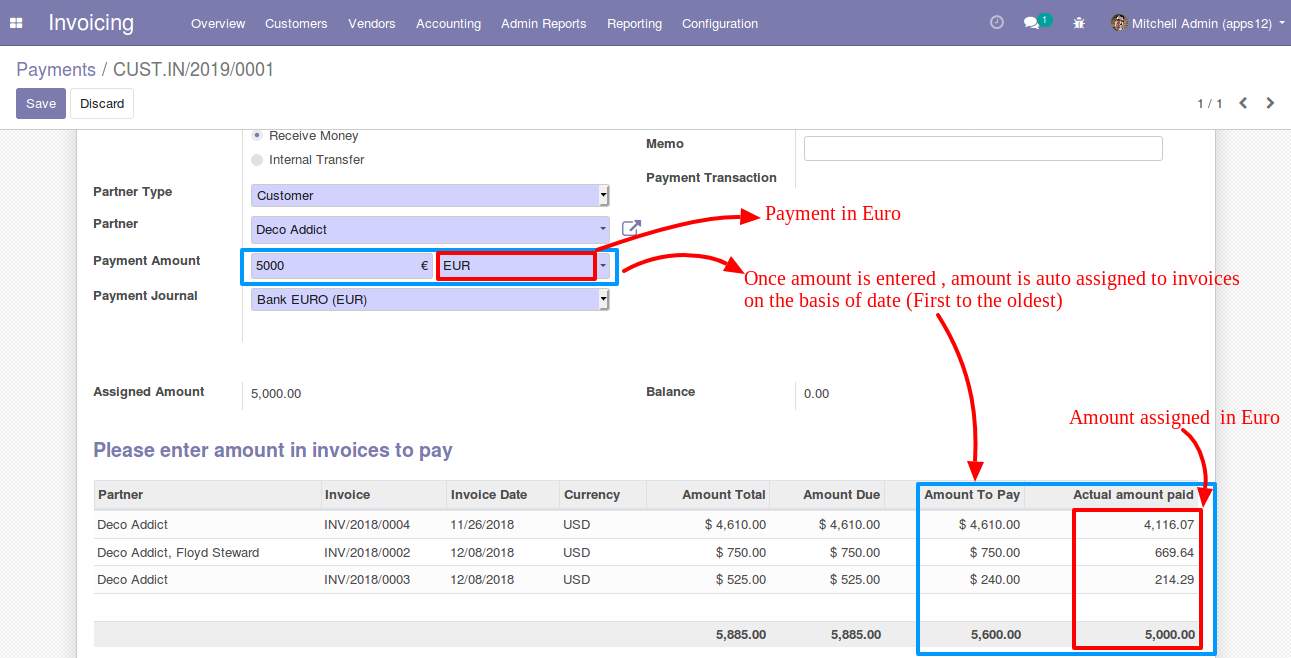 Invoicing Overview Customers Vendors Accounting Admin Reports Reporting Configuration 1 Mitchell Admin (apps12)
Payments / CUST.IN/2019/0001
Save Discard 1 / 1
Receive Money
Internal Transfer
Memo
Payment Transaction
Partner Type Customer
Partner Deco Addict
Payment in Euro
Payment Amount 5000 € EUR
Once amount is entered , amount is auto assigned to invoices
on the basis of date (First to the oldest)
Payment Journal Bank EURO (EUR)
Assigned Amount 5,000.00 Balance 0.00
Amount assigned in Euro
Please enter amount in invoices to pay
Partner Invoice Invoice Date Currency Amount Total Amount Due Amount To Pay Actual amount paid
Deco Addict INV/2018/0004 11/26/2018 USD $ 4,610.00 $ 4,610.00 $ 4,610.00 4,116.07
Deco Addict, Floyd Steward INV/2018/0002 12/08/2018 USD $ 750.00 $ 750.00 $ 750.00 669.64
Deco Addict INV/2018/0003 12/08/2018 USD $ 525.00 $ 525.00 $ 240.00 214.29
5,885.00 5,885.00 5,600.00 5,000.00